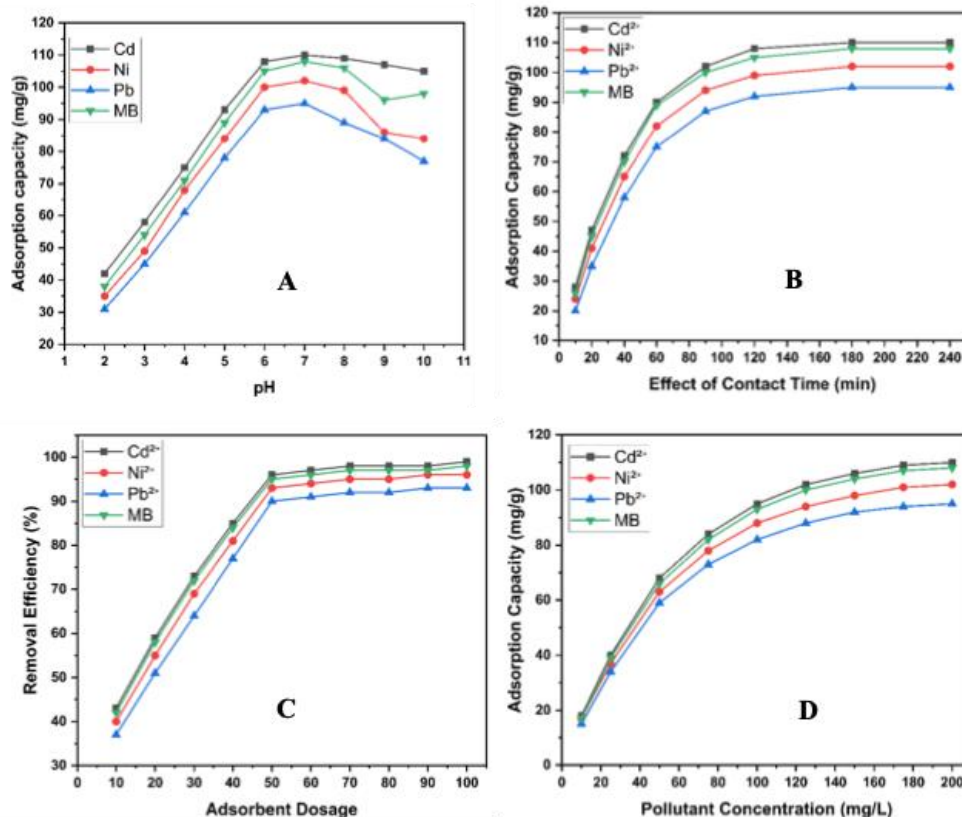 Adsorption capacity (mg/g)
120
110
100
90
80
70
60
50
40
30
20
Cd
Ni
Pb
MB
A
1 2 3 4 5 6 7 8 9 10 11
pH
Adsorption Capacity (mg/g)
120
110
100
90
80
70
60
50
40
30
20
10
Cd²⁺
Ni²⁺
Pb²⁺
MB
B
0 20 40 60 80 100 120 140 160 180 200 220 240
Effect of Contact Time (min)
Removal Efficiency (%)
100
90
80
70
60
50
40
30
Cd²⁺
Ni²⁺
Pb²⁺
MB
C
0 10 20 30 40 50 60 70 80 90 100
Adsorbent Dosage
Adsorption Capacity (mg/g)
120
100
80
60
40
20
0
Cd²⁺
Ni²⁺
Pb²⁺
MB
D
0 20 40 60 80 100 120 140 160 180 200
Pollutant Concentration (mg/L)